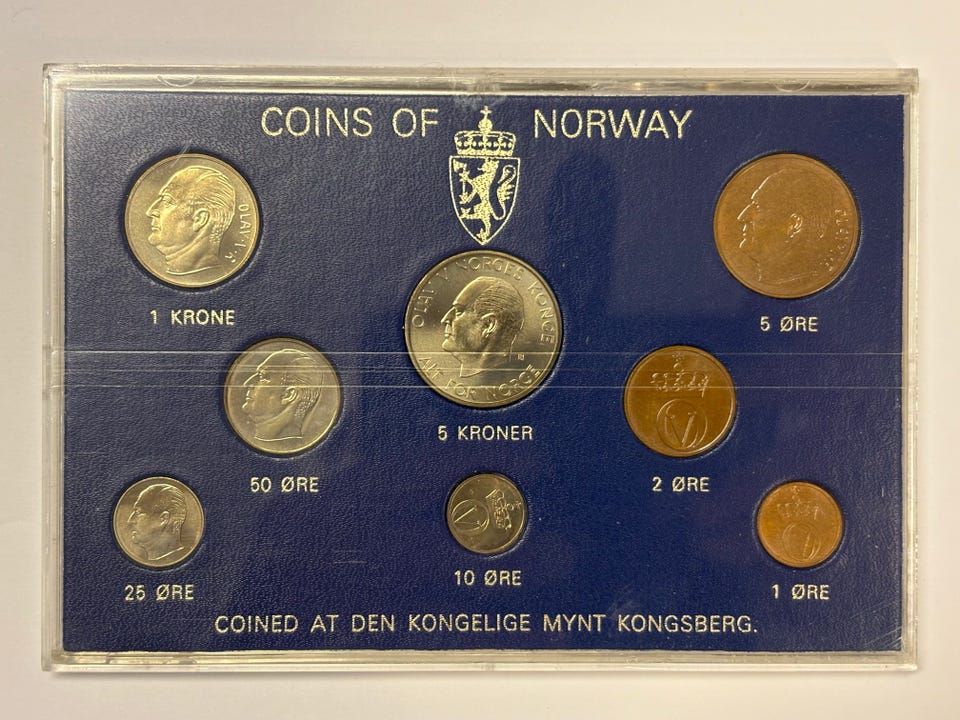 COINS OF NORWAY
OLAV·V·R
1 KRONE
OLAV V NORGES KONGE
ALT FOR NORGE
5 KRONER
5 ØRE
50 ØRE
V
2 ØRE
25 ØRE
V
10 ØRE
V
1 ØRE
COINED AT DEN KONGELIGE MYNT KONGSBERG.